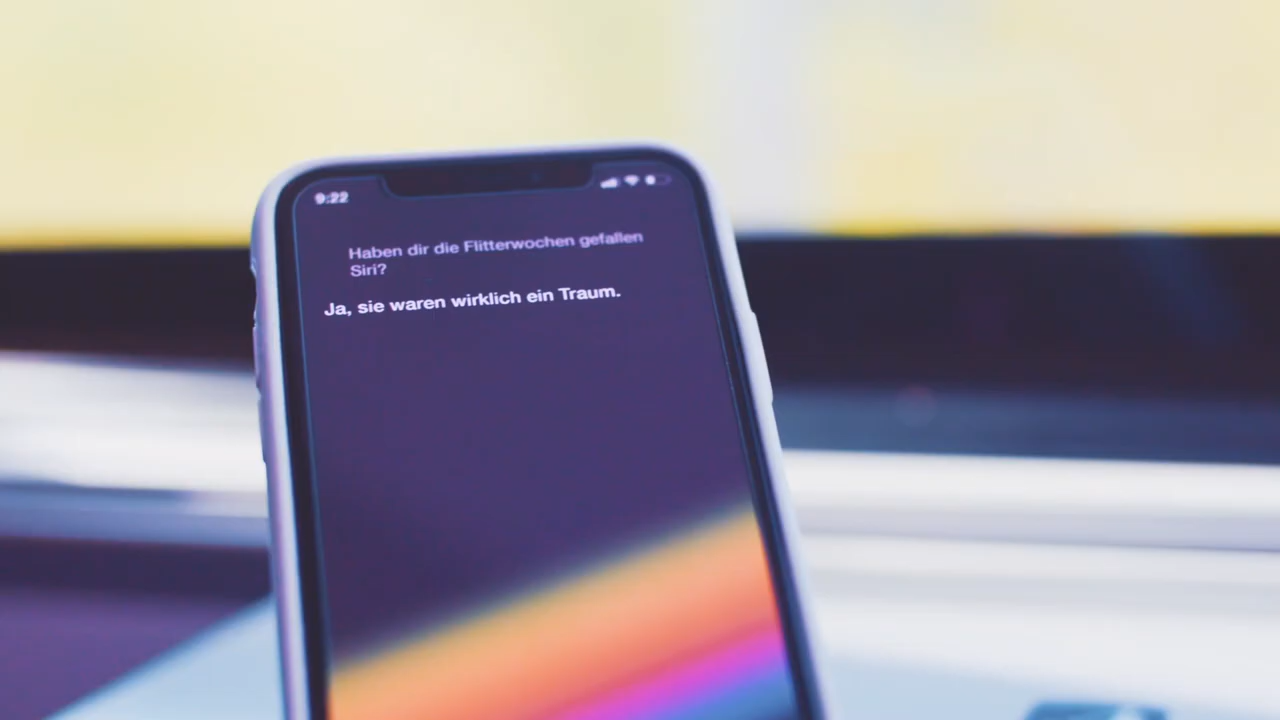 9:22
Haben dir die Flitterwochen gefallen
Siri?
Ja, sie waren wirklich ein Traum.